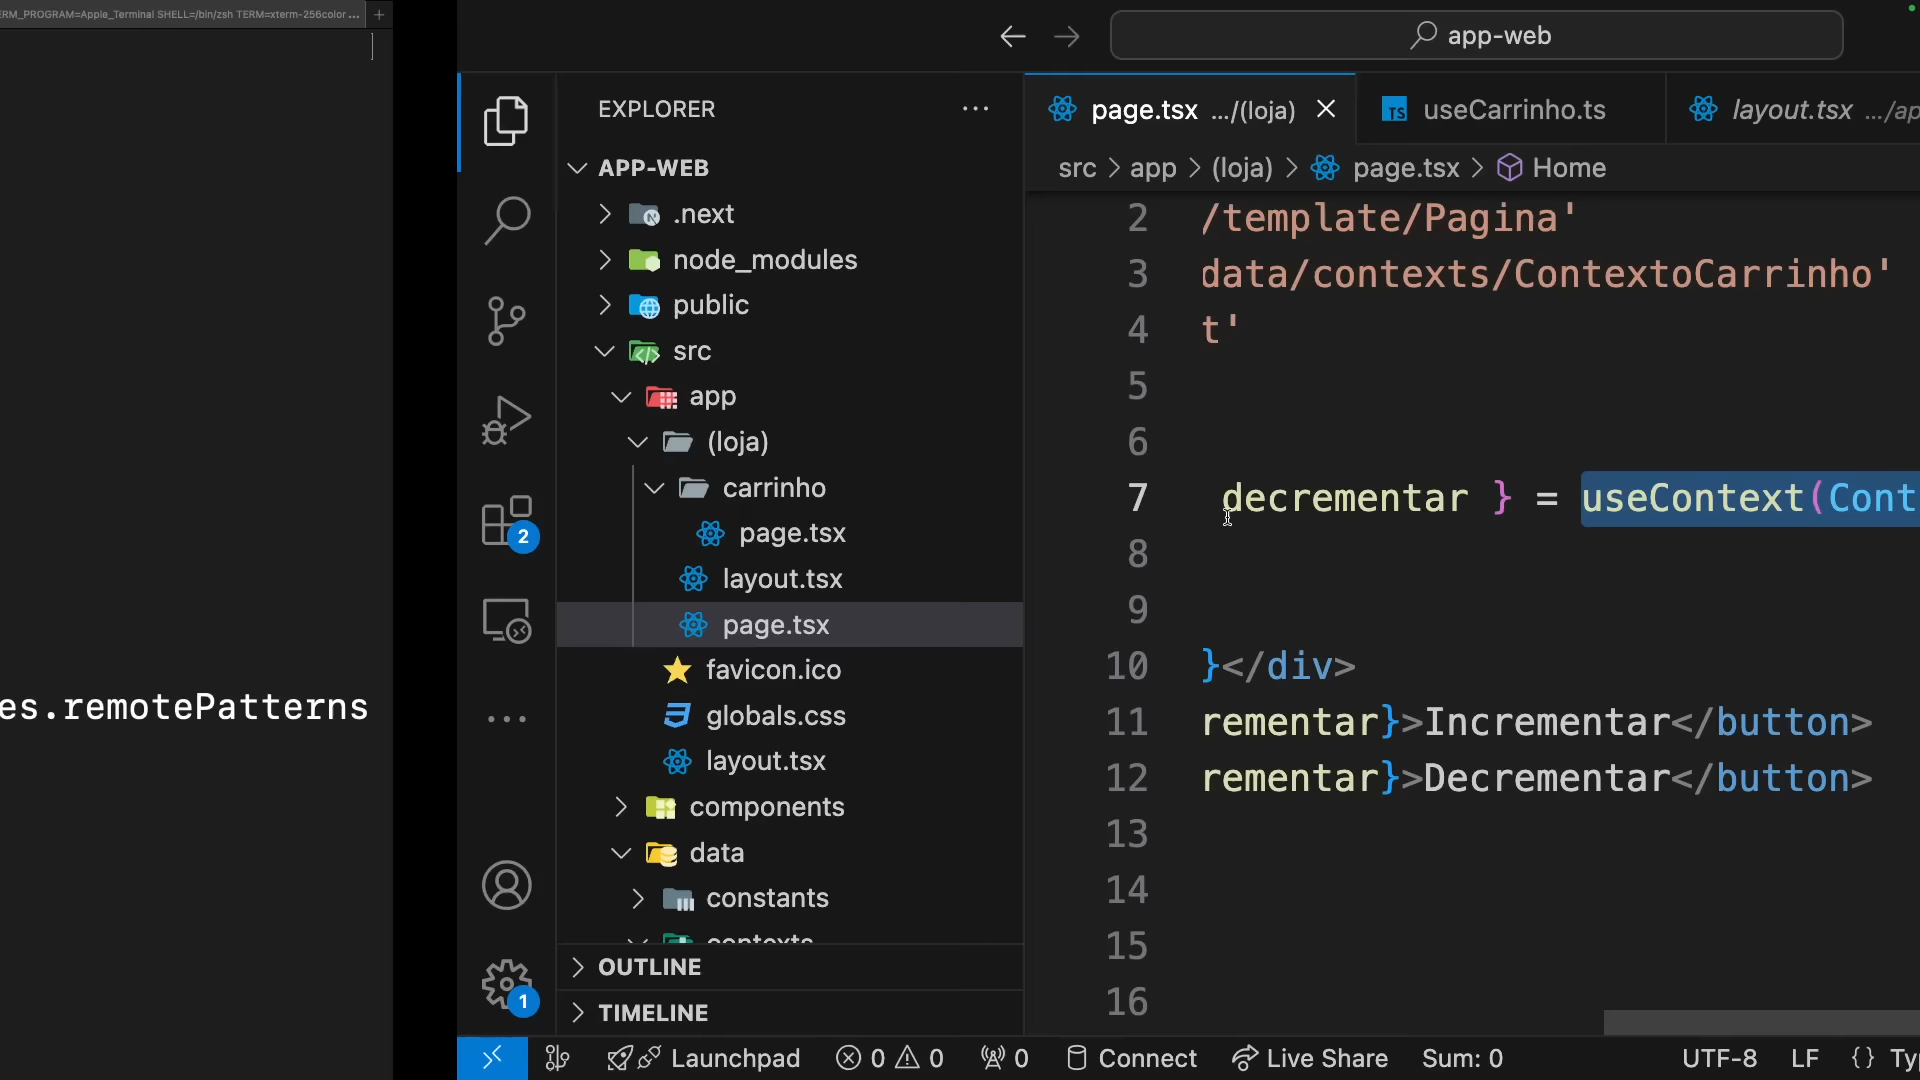 ERM_PROGRAM=Apple_Terminal SHELL=/bin/zsh TERM=xterm-256color ...
es.remotePatterns
app-web
EXPLORER
APP-WEB
.next
node_modules
public
src
app
(loja)
carrinho
page.tsx
layout.tsx
page.tsx
favicon.ico
globals.css
layout.tsx
components
data
constants
contexts
OUTLINE
TIMELINE
page.tsx .../(loja)
useCarrinho.ts
layout.tsx .../ap
src > app > (loja) > page.tsx > Home
2 /template/Pagina'
3 data/contexts/ContextoCarrinho'
4 t'
5
6
7 decrementar } = useContext(Cont
8
9
10 }</div>
11 rementar}>Incrementar</button>
12 rementar}>Decrementar</button>
13
14
15
16
2
1
Launchpad 0 0 0 Connect Live Share Sum: 0 UTF-8 LF {} Typ